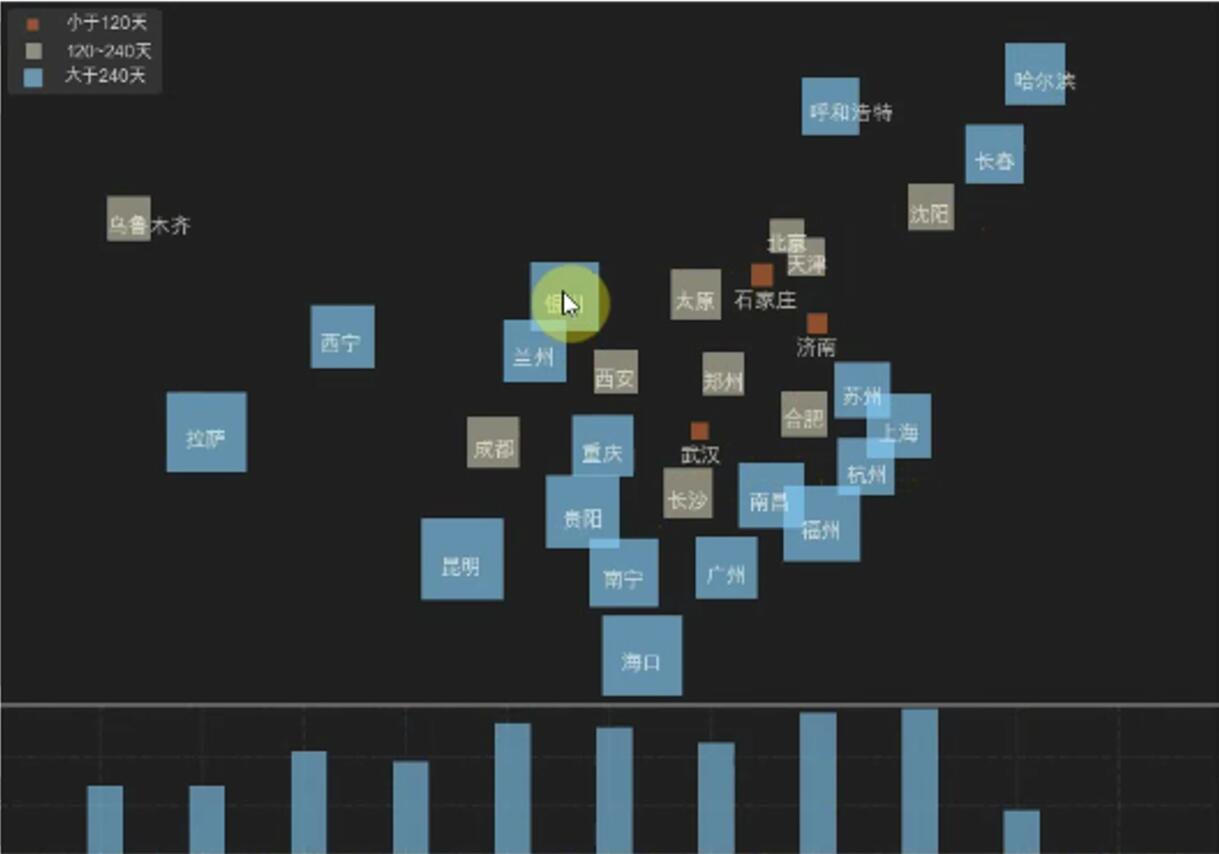 小于120天
120~240天
大于240天
哈尔滨
呼和浩特
长春
沈阳
乌鲁木齐
北京
天津
太原
石家庄
银川
西宁
兰州
济南
西安
郑州
苏州
合肥
上海
拉萨
成都
重庆
武汉
杭州
长沙
南昌
贵阳
福州
昆明
南宁
广州
海口